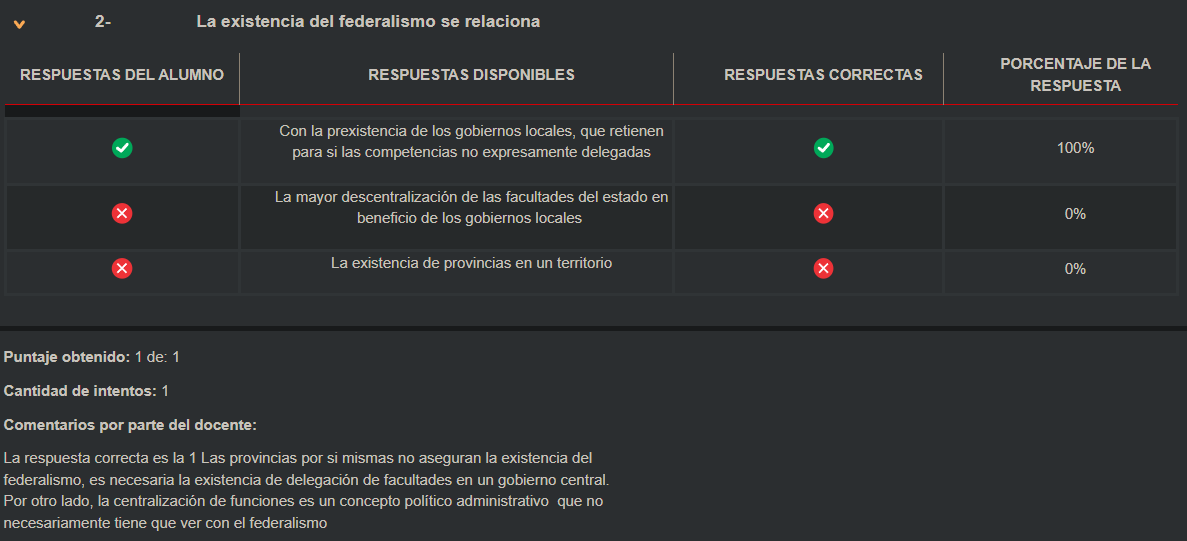 2- La existencia del federalismo se relaciona
RESPUESTAS DEL ALUMNO RESPUESTAS DISPONIBLES RESPUESTAS CORRECTAS PORCENTAJE DE LA
RESPUESTA
Con la prexistencia de los gobiernos locales, que retienen
para si las competencias no expresamente delegadas
100%
La mayor descentralización de las facultades del estado en
beneficio de los gobiernos locales
0%
La existencia de provincias en un territorio
0%
Puntaje obtenido: 1 de: 1
Cantidad de intentos: 1
Comentarios por parte del docente:
La respuesta correcta es la 1 Las provincias por si mismas no aseguran la existencia del
federalismo, es necesaria la existencia de delegación de facultades en un gobierno central.
Por otro lado, la centralización de funciones es un concepto político administrativo  que no
necesariamente tiene que ver con el federalismo